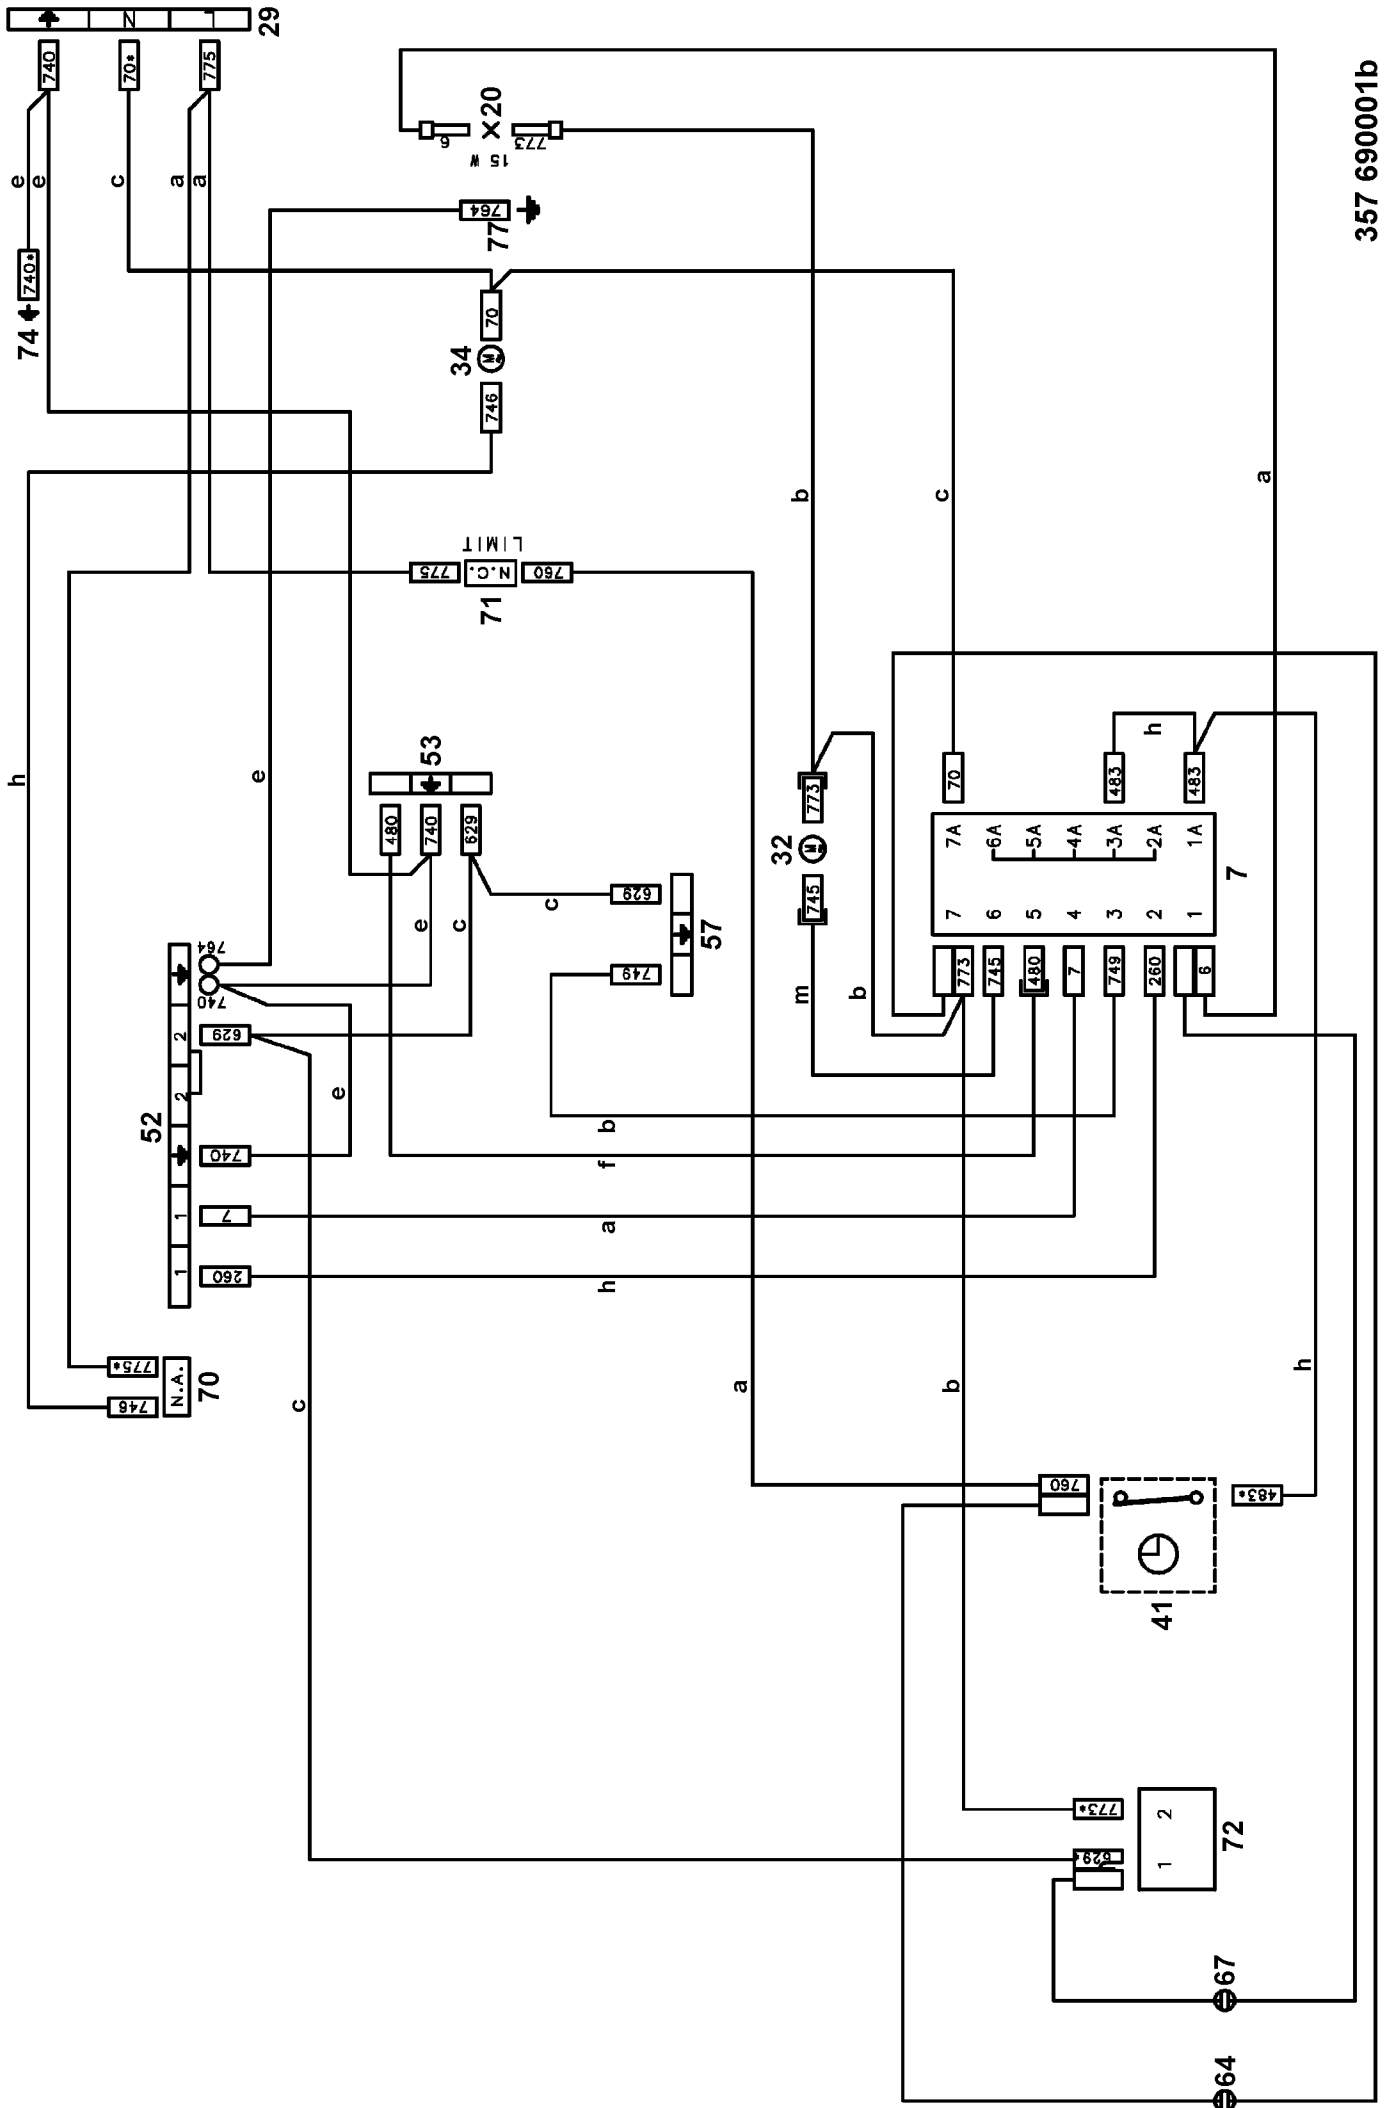 N
L
29
740
70*
775
e
e
c
a
a
6
X20
773
15 W
764
77
740*
74
70
34
M
746
h
e
b
c
a
LIMIT
775
N.C.
760
71
53
480
740
629
e
c
c
629
749
57
764
740
2
629
2
52
e
740
1
7
1
260
775*
746
N.A.
70
773
32
M
745
m
b
70
483
h
483
7A
6A
5A
4A
3A
2A
1A
7
6
5
4
3
2
1
7
773
745
480
7
749
260
6
b
f
a
h
c
a
b
h
760
483*
41
773*
629*
2
1
72
67
64
357 690001b